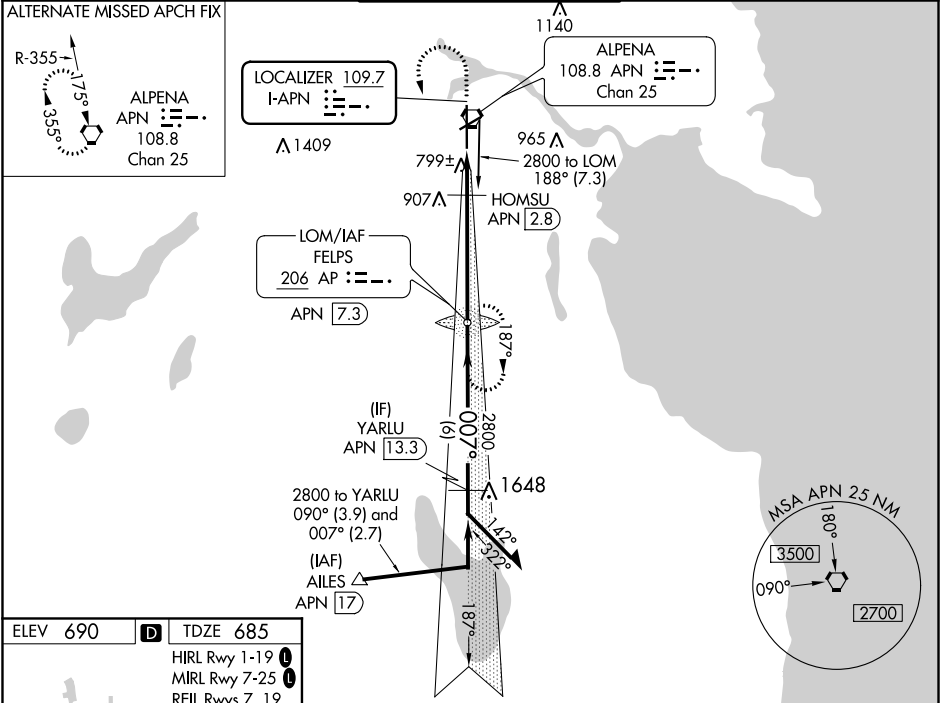 ALTERNATE MISSED APCH FIX
R-355
175°
355°
ALPENA
APN
108.8
Chan 25
1140
LOCALIZER 109.7
I-APN
ALPENA
108.8 APN
Chan 25
1409
965
799±
2800 to LOM
188° (7.3)
907
HOMSU
APN 2.8
LOM/IAF
FELPS
206 AP
APN 7.3
187°
2800
007°
(6)
(IF)
YARLU
APN 13.3
1648
2800 to YARLU
090° (3.9) and
007° (2.7)
142°
322°
(IAF)
AILES
APN 17
187°
MSA APN 25 NM
180°
3500
090°
2700
ELEV 690 D TDZE 685
HIRL Rwy 1-19 L
MIRL Rwy 7-25 L
REIL Rwys 7, 19